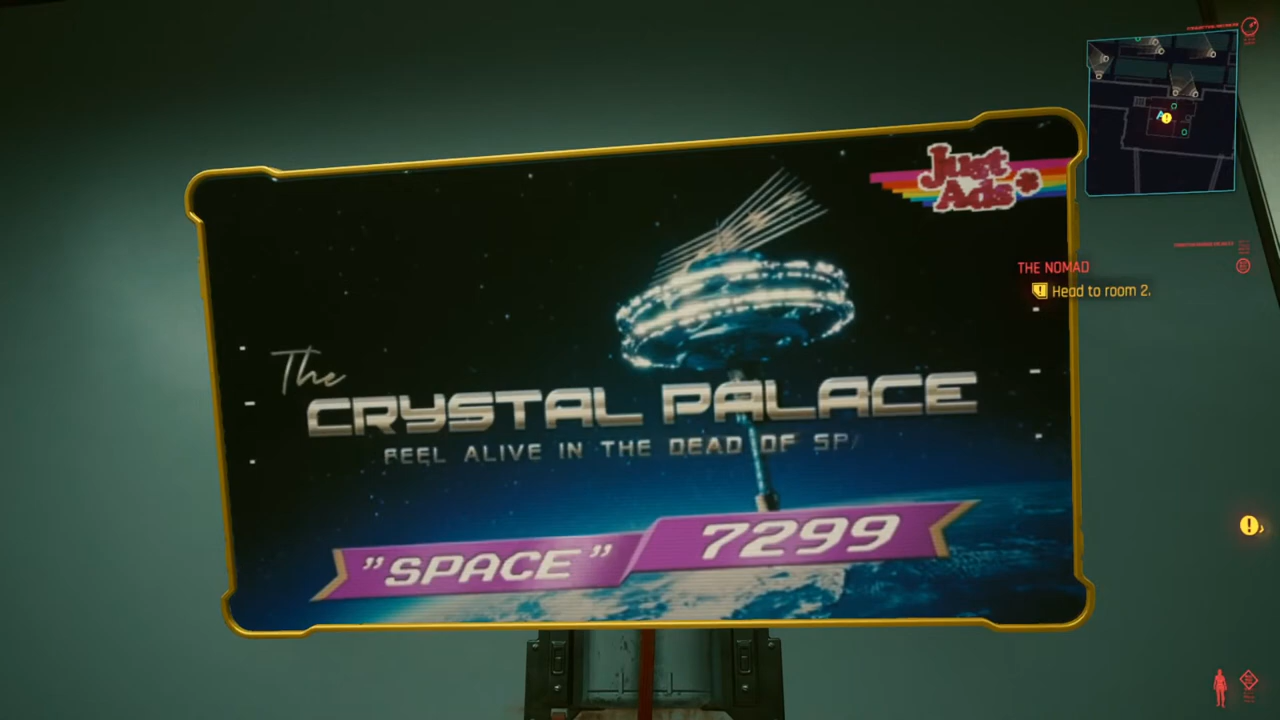 Just
Ads
THE NOMAD
Head to room 2.
The
CRYSTAL PALACE
FEEL ALIVE IN THE DEAD OF
"SPACE" 7299